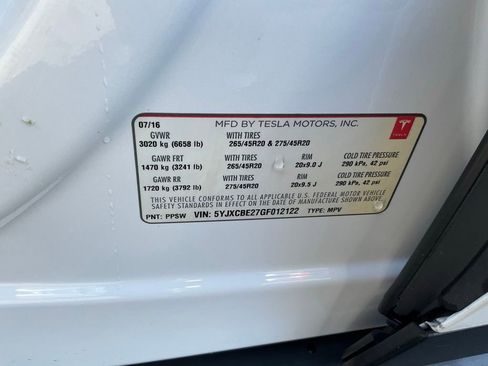 07/16 MFD BY TESLA MOTORS, INC.
GVWR WITH TIRES
3020 kg (6658 lb) 265/45R20 & 275/45R20
GAWR FRT WITH TIRES RIM COLD TIRE PRESSURE
1470 kg (3241 lb) 265/45R20 20x9.0 J 290 kPa, 42 psi
GAWR RR WITH TIRES RIM COLD TIRE PRESSURE
1720 kg (3792 lb) 275/45R20 20x9.5 J 290 kPa, 42 psi
THIS VEHICLE CONFORMS TO ALL APPLICABLE U.S. FEDERAL MOTOR VEHICLE
SAFETY STANDARDS IN EFFECT ON THE DATE OF MANUFACTURE SHOWN ABOVE.
PNT: PPSW VIN: 5YJXCBE27GF012122 TYPE: MPV
TESLA